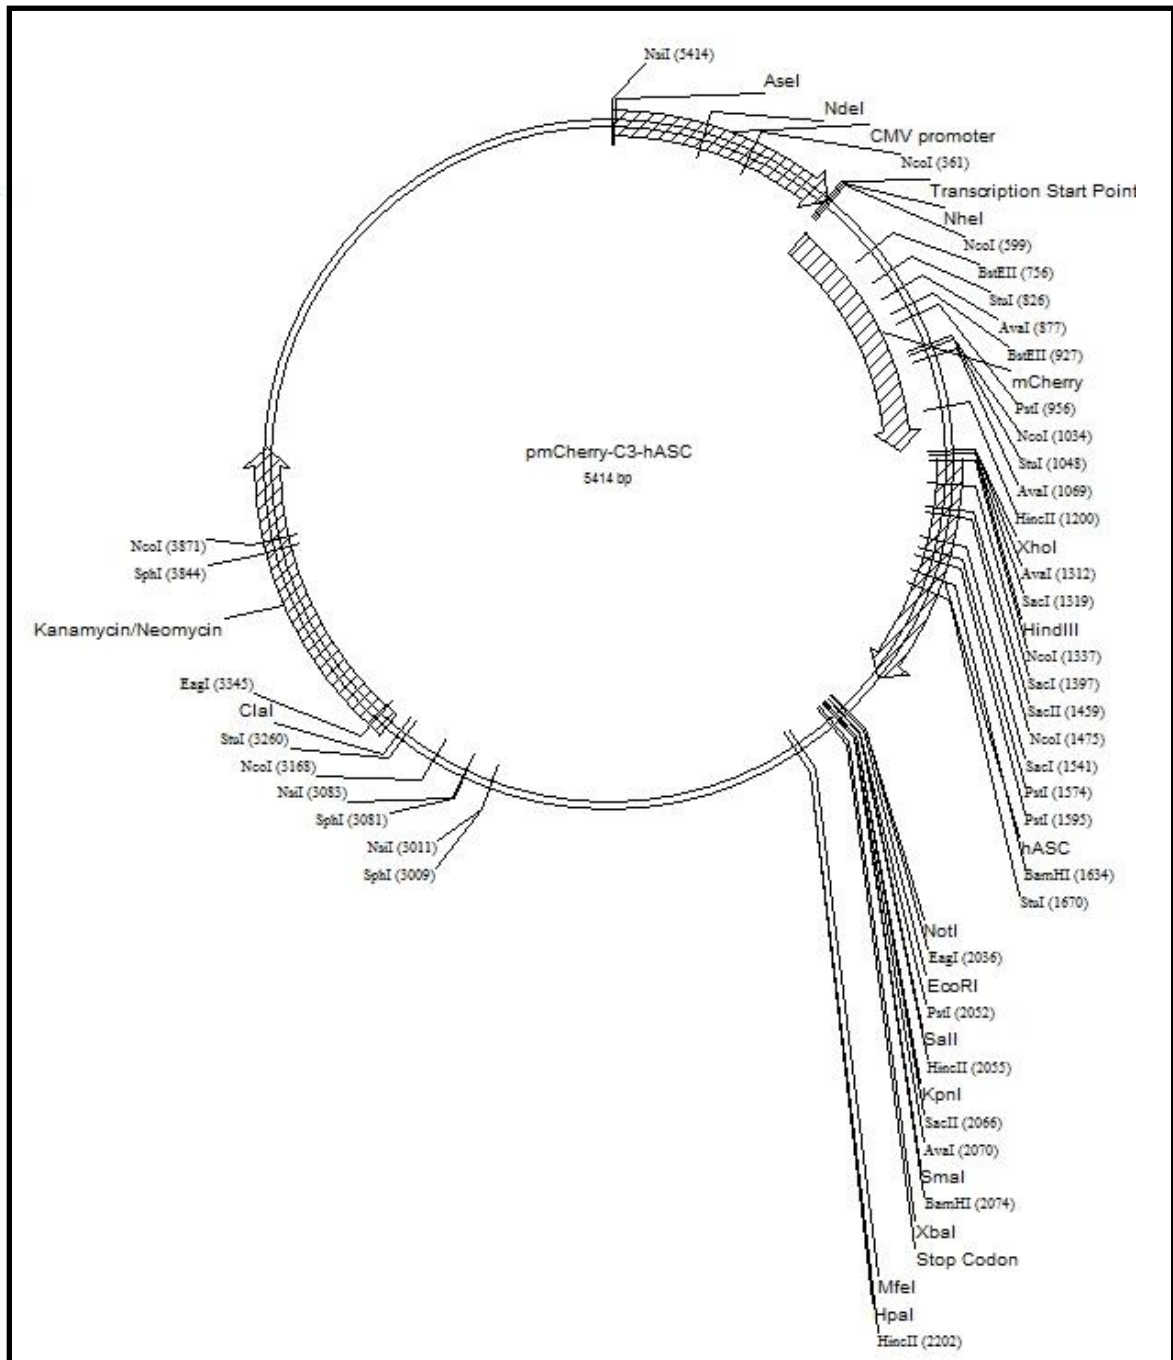 NsiI (5414)
AseI
NdeI
CMV promoter
NcoI (361)
Transcription Start Point
NheI
NcoI (599)
BstEII (756)
StuI (826)
AvaI (877)
BstEII (927)
mCherry
PstI (956)
NcoI (1034)
StuI (1048)
AvaI (1069)
HincII (1200)
XhoI
AvaI (1312)
SacI (1319)
HindIII
NcoI (1337)
SacI (1397)
SacII (1459)
NcoI (1475)
SacI (1541)
PstI (1574)
PstI (1595)
hASC
BamHI (1634)
StuI (1670)
NotI
EagI (2036)
EcoRI
PstI (2052)
SalI
HincII (2055)
KpnI
SacII (2066)
AvaI (2070)
SmaI
BamHI (2074)
XbaI
Stop Codon
MfeI
HpaI
HincII (2202)
pmCherry-C3-hASC
5414 bp
NcoI (3871)
SphI (3844)
Kanamycin/Neomycin
EagI (3345)
ClaI
StuI (3260)
NcoI (3168)
NsiI (3083)
SphI (3081)
NsiI (3011)
SphI (3009)